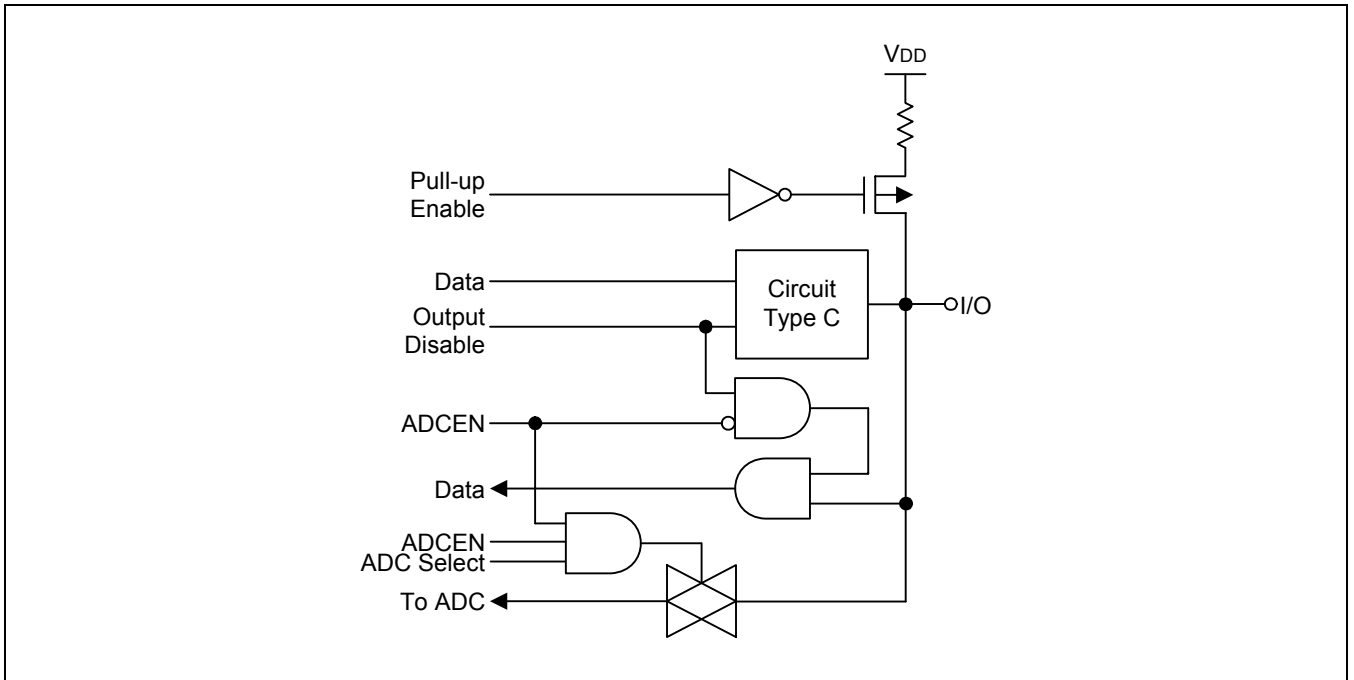 VDD
Pull-up
Enable
Data
Circuit
Type C
Output
Disable
I/O
ADCEN
Data
ADCEN
ADC Select
To ADC